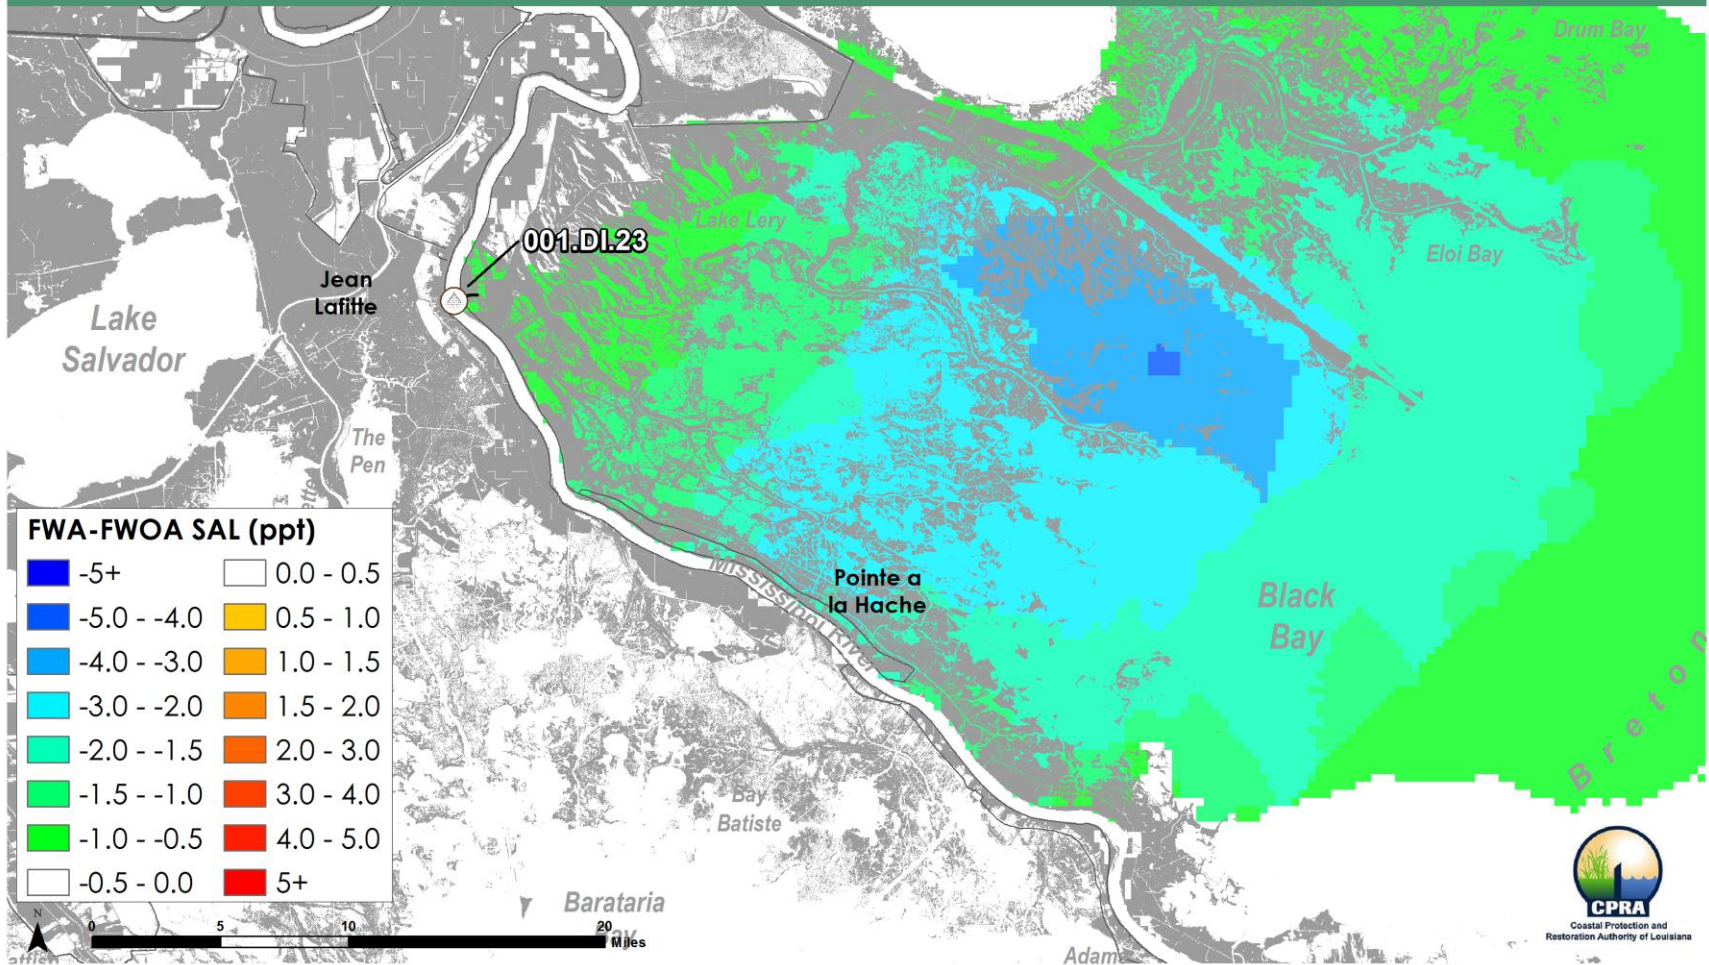 Drum Bay
Lake Lery
001.DI.23
Eloi Bay
Jean
Lafitte
Lake
Salvador
The
Pen
FWA-FWOA SAL (ppt)
-5+
0.0 - 0.5
-5.0 - -4.0
0.5 - 1.0
-4.0 - -3.0
1.0 - 1.5
-3.0 - -2.0
1.5 - 2.0
-2.0 - -1.5
2.0 - 3.0
-1.5 - -1.0
3.0 - 4.0
-1.0 - -0.5
4.0 - 5.0
-0.5 - 0.0
5+
Mississippi River
Pointe a
la Hache
Black
Bay
Breton
Bay
Batiste
Barataria
N
0
5
10
20
Miles
Adam
CPRA
Coastal Protection and
Restoration Authority of Louisiana